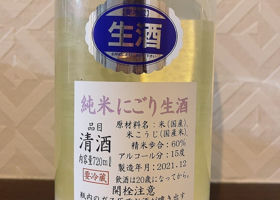 生酒
純米にごり生酒
品目
清酒
内容量720ml
要冷蔵
原材料名:米(国産)、
米こうじ(国産米)
精米歩合:60%
アルコール分:15度
製造年月:2021.12
飲酒は20歳になってから。
開栓注意